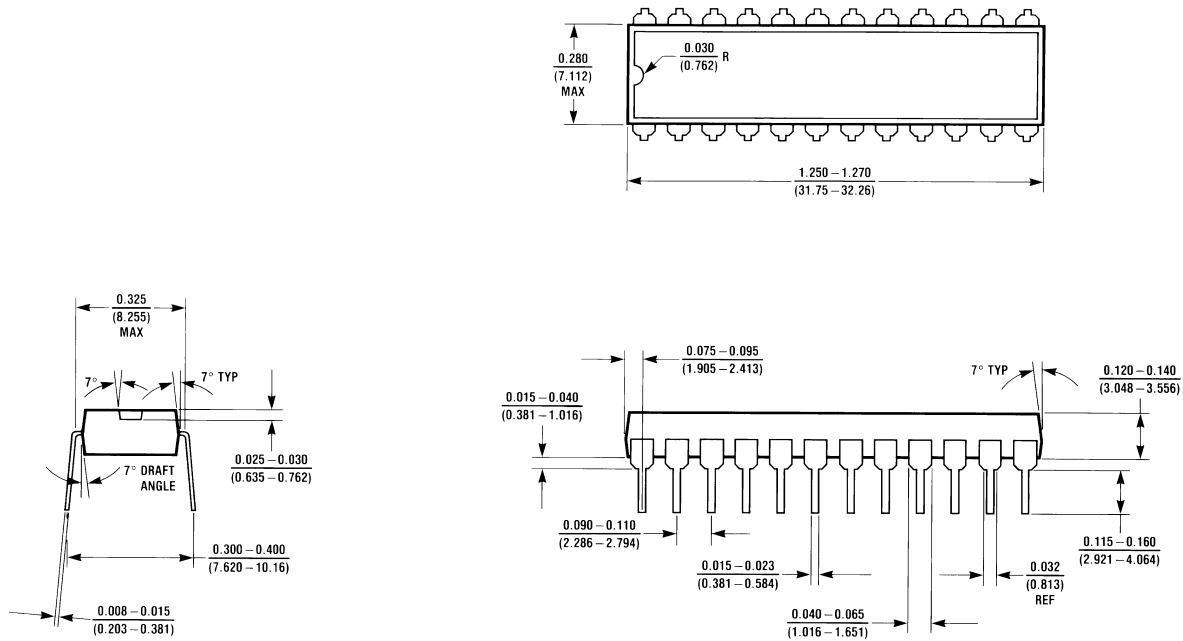 0.280
(7.112)
MAX
0.030
(0.762)
R
1.250 – 1.270
(31.75 – 32.26)
0.325
(8.255)
MAX
7°
7° TYP
0.025 – 0.030
(0.635 – 0.762)
7° DRAFT
ANGLE
0.300 – 0.400
(7.620 – 10.16)
0.008 – 0.015
(0.203 – 0.381)
0.075 – 0.095
(1.905 – 2.413)
0.015 – 0.040
(0.381 – 1.016)
7° TYP
0.120 – 0.140
(3.048 – 3.556)
0.090 – 0.110
(2.286 – 2.794)
0.015 – 0.023
(0.381 – 0.584)
0.040 – 0.065
(1.016 – 1.651)
0.032
(0.813)
REF
0.115 – 0.160
(2.921 – 4.064)